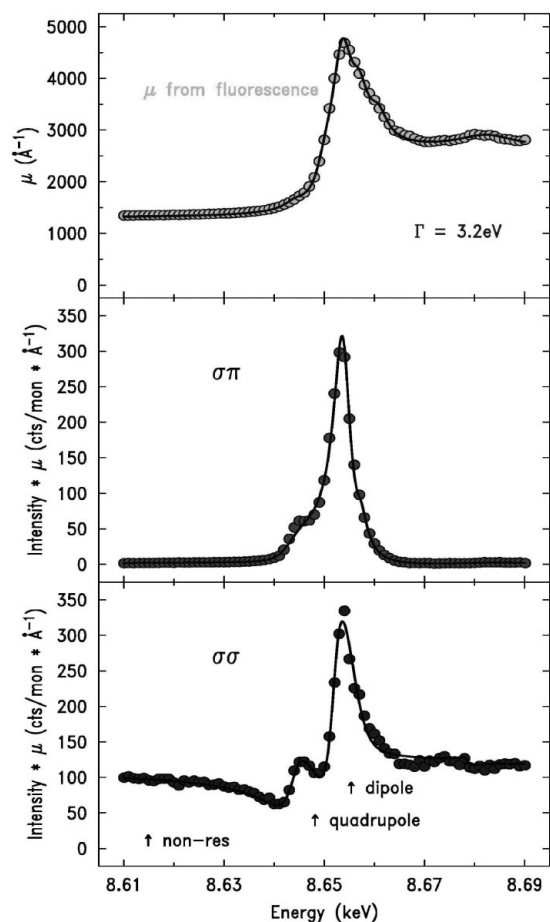 5000
4000
3000
2000
1000
0
μ (Å⁻¹)
μ from fluorescence
Γ = 3.2eV
350
300
250
200
150
100
50
0
Intensity * μ (cts/mon * Å⁻¹)
σπ
350
300
250
200
150
100
50
0
Intensity * μ (cts/mon * Å⁻¹)
σσ
↑ dipole
↑ quadrupole
↑ non-res
8.61 8.63 8.65 8.67 8.69
Energy (keV)